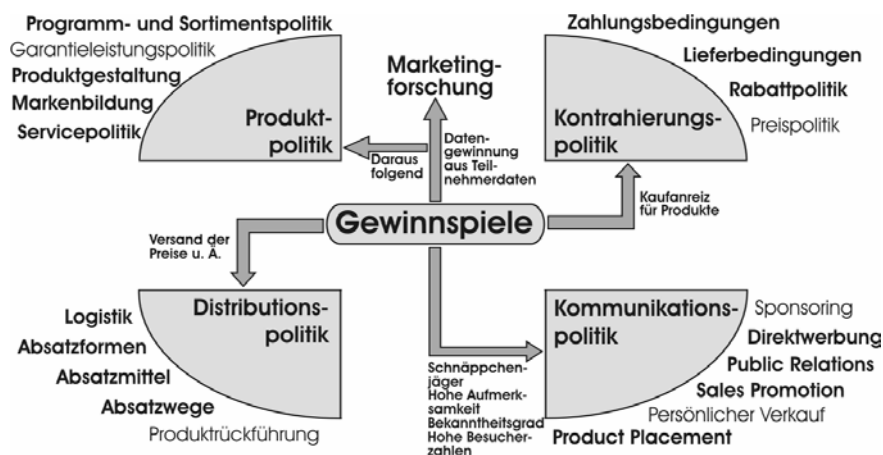 Programm- und Sortimentspolitik
Garantieleistungspolitik
Produktgestaltung
Markenbildung
Servicepolitik
Produkt-
politik
Marketing-
forschung
Daraus
folgend
Daten-
gewinnung
aus Teil-
nehmerdaten
Zahlungsbedingungen
Lieferbedingungen
Rabattpolitik
Preispolitik
Kontrahierungs-
politik
Kaufanreiz
für Produkte
Gewinnspiele
Versand der
Preise u. Ä.
Distributions-
politik
Logistik
Absatzformen
Absatzmittel
Absatzwege
Produktrückführung
Schnäppchen-
jäger
Hohe Aufmerk-
samkeit
Bekanntheitsgrad
Hohe Besucher-
zahlen
Kommunikations-
politik
Sponsoring
Direktwerbung
Public Relations
Sales Promotion
Persönlicher Verkauf
Product Placement